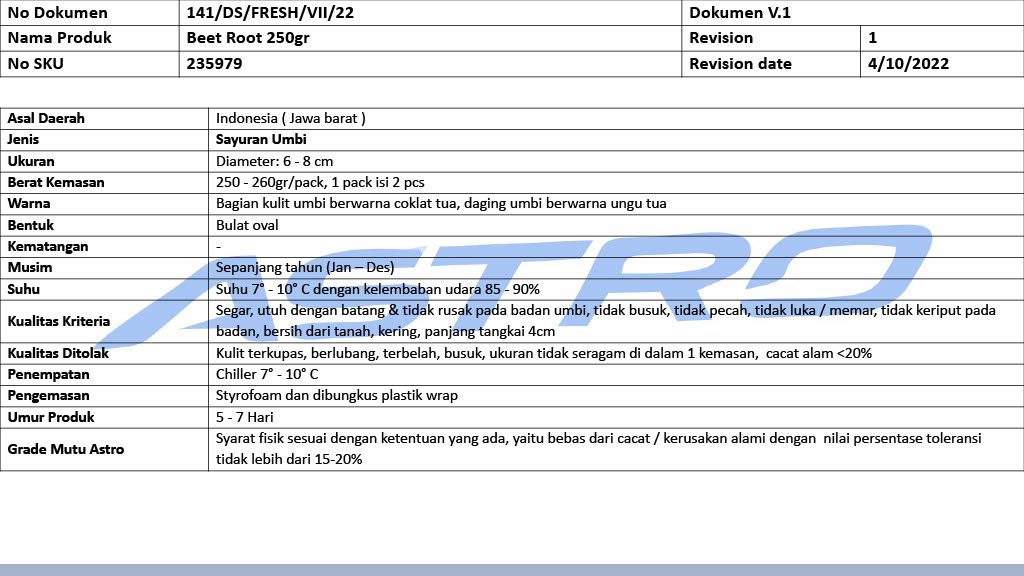 No Dokumen 141/DS/FRESH/VII/22 Dokumen V.1
Nama Produk Beet Root 250gr Revision 1
No SKU 235979 Revision date 4/10/2022
Asal Daerah Indonesia ( Jawa barat )
Jenis Sayuran Umbi
Ukuran Diameter: 6 - 8 cm
Berat Kemasan 250 - 260gr/pack, 1 pack isi 2 pcs
Warna Bagian kulit umbi berwarna coklat tua, daging umbi berwarna ungu tua
Bentuk Bulat oval
Kematangan -
Musim Sepanjang tahun (Jan – Des)
Suhu Suhu 7° - 10° C dengan kelembaban udara 85 - 90%
Kualitas Kriteria Segar, utuh dengan batang & tidak rusak pada badan umbi, tidak busuk, tidak pecah, tidak luka / memar, tidak keriput pada
badan, bersih dari tanah, kering, panjang tangkai 4cm
Kualitas Ditolak Kulit terkupas, berlubang, terbelah, busuk, ukuran tidak seragam di dalam 1 kemasan,  cacat alam <20%
Penempatan Chiller 7° - 10° C
Pengemasan Styrofoam dan dibungkus plastik wrap
Umur Produk 5 - 7 Hari
Grade Mutu Astro Syarat fisik sesuai dengan ketentuan yang ada, yaitu bebas dari cacat / kerusakan alami dengan  nilai persentase toleransi
tidak lebih dari 15-20%
ASTRO